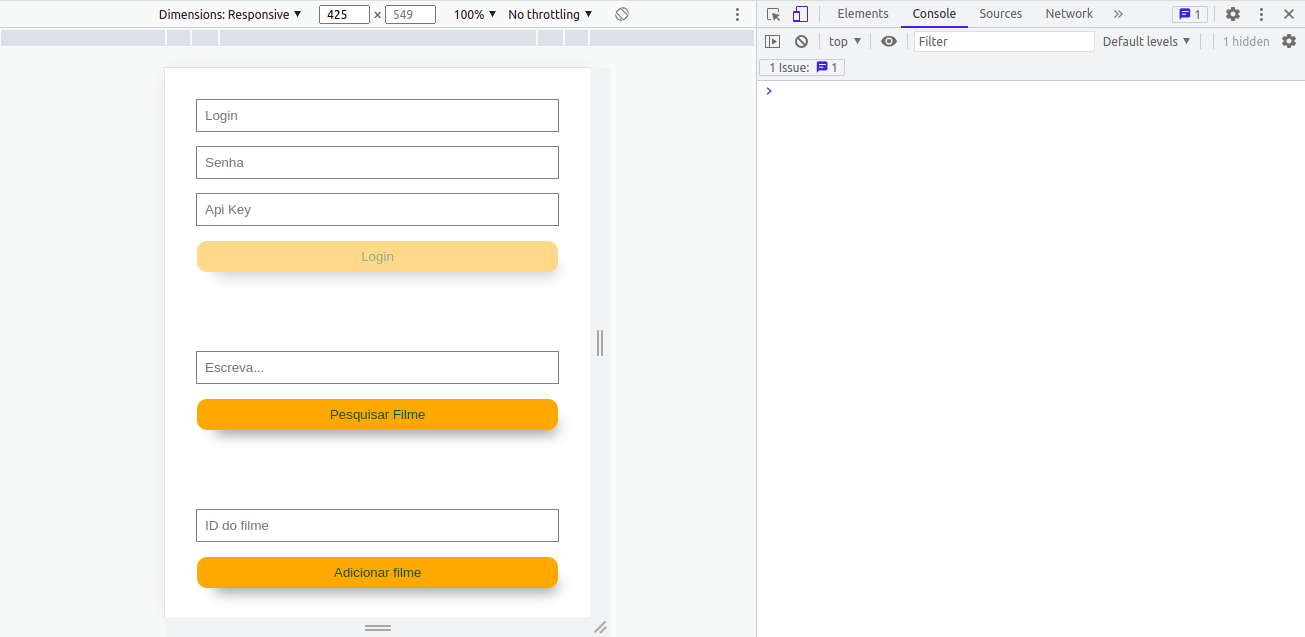 Dimensions: Responsive ▼ 425 × 549 100% ▼ No throttling ▼
Elements Console Sources Network » 1
top ▼ Filter Default levels ▼ 1 hidden
1 Issue: 1
Login
Senha
Api Key
Login
Escreva...
Pesquisar Filme
ID do filme
Adicionar filme